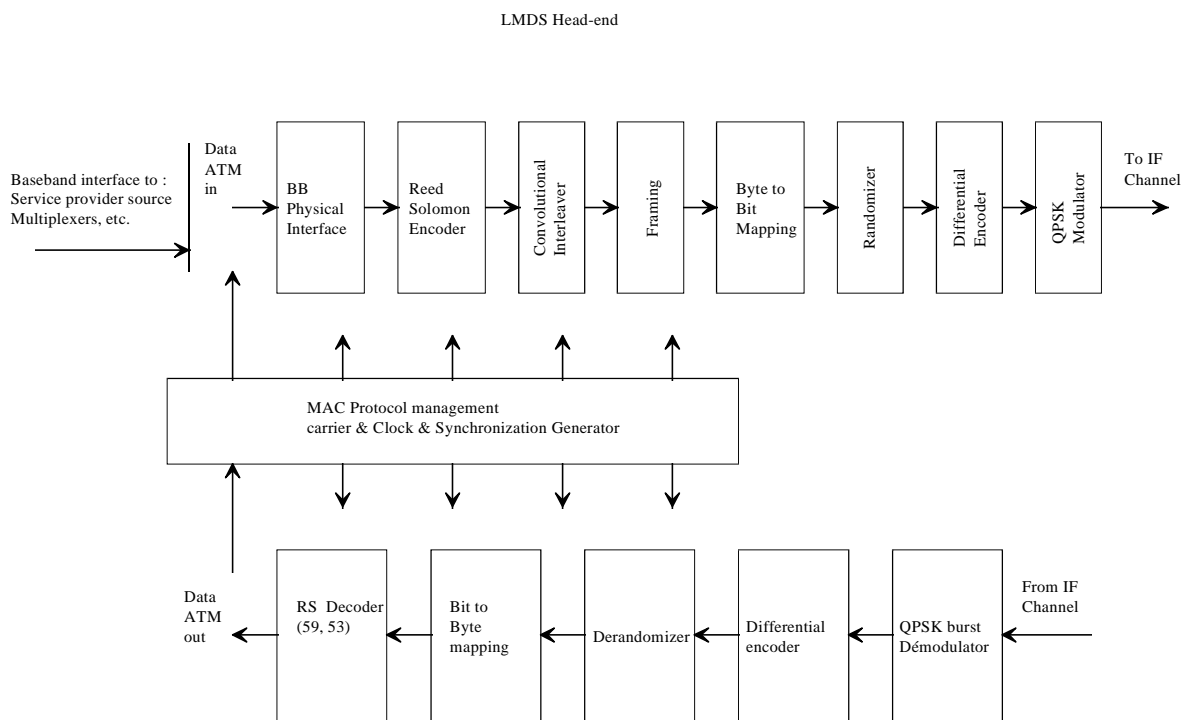 LMDS Head-end
Baseband interface to :
Service provider source
Multiplexers, etc.
Data
ATM
in
BB
Physical
Interface
Reed
Solomon
Encoder
Convolutional
Interleaver
Framing
Byte to
Bit
Mapping
Randomizer
Differential
Encoder
QPSK
Modulator
To IF
Channel
MAC Protocol management
carrier & Clock & Synchronization Generator
Data
ATM
out
RS Decoder
(59, 53)
Bit to
Byte
mapping
Derandomizer
Differential
encoder
QPSK burst
Démodulator
From IF
Channel